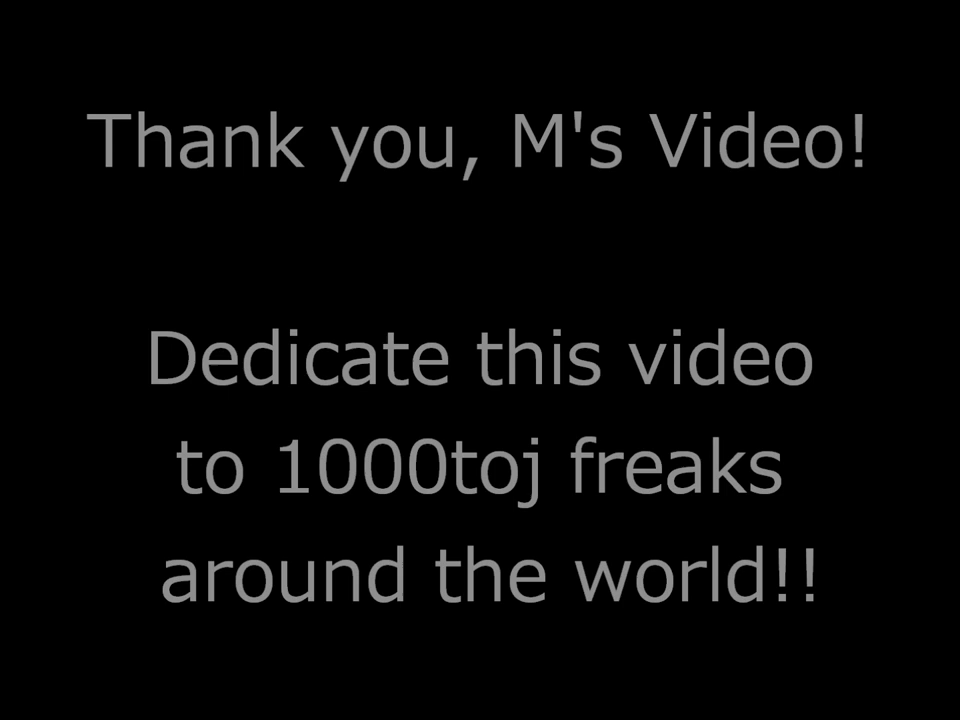 Thank you, M's Video!
Dedicate this video
to 1000toj freaks
around the world!!